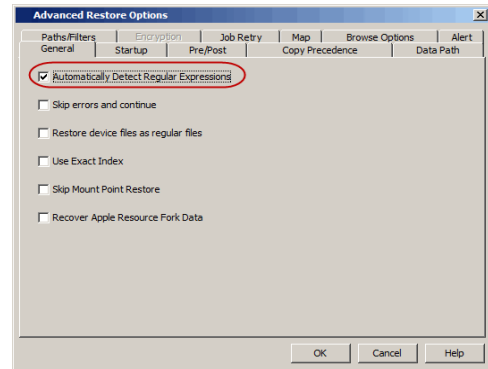 Advanced Restore Options
Paths/Filters Encryption Job Retry Map Browse Options Alert
General Startup Pre/Post Copy Precedence Data Path
Automatically Detect Regular Expressions
Skip errors and continue
Restore device files as regular files
Use Exact Index
Skip Mount Point Restore
Recover Apple Resource Fork Data
OK Cancel Help